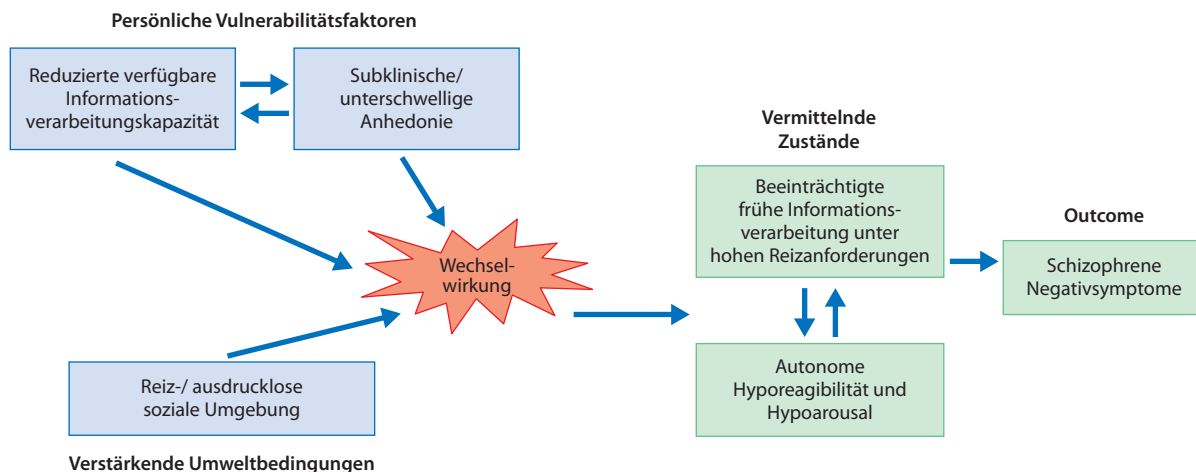 Persönliche Vulnerabilitätsfaktoren
Reduzierte verfügbare
Informations-
verarbeitungskapazität
Subklinische/
unterschwellige
Anhedonie
Wechsel-
wirkung
Reiz-/ ausdrucklose
soziale Umgebung
Verstärkende Umweltbedingungen
Vermittelnde
Zustände
Beeinträchtigte
frühe Informations-
verarbeitung unter
hohen Reizanforderungen
Autonome
Hyporeagibilität und
Hypoarousal
Outcome
Schizophrene
Negativsymptome